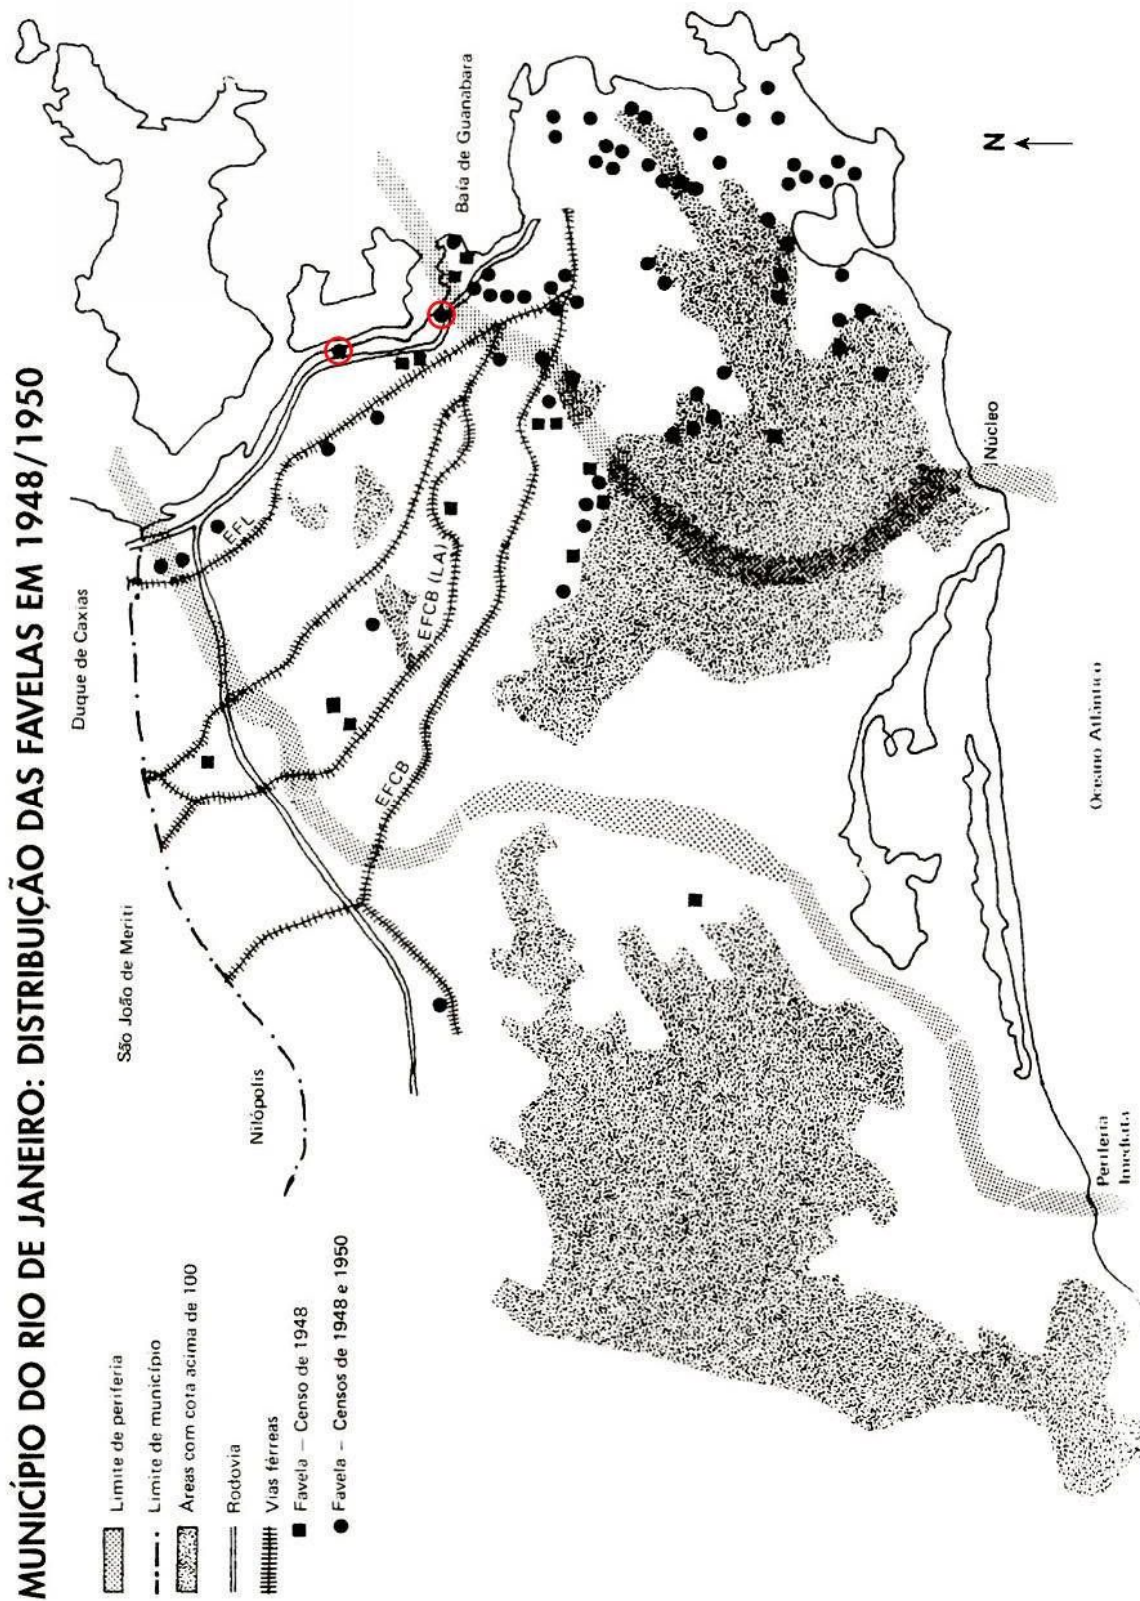 MUNICÍPIO DO RIO DE JANEIRO: DISTRIBUIÇÃO DAS FAVELAS EM 1948/1950
Duque de Caxias
São João de Meriti
Nilópolis
Baía de Guanabara
EFL
EFCB (LA)
EFCB
N
Núcleo
Oceano Atlântico
Periferia
Imediata
Limite de periferia
Limite de município
Áreas com cota acima de 100
Rodovia
Vias férreas
Favela – Censo de 1948
Favela – Censos de 1948 e 1950